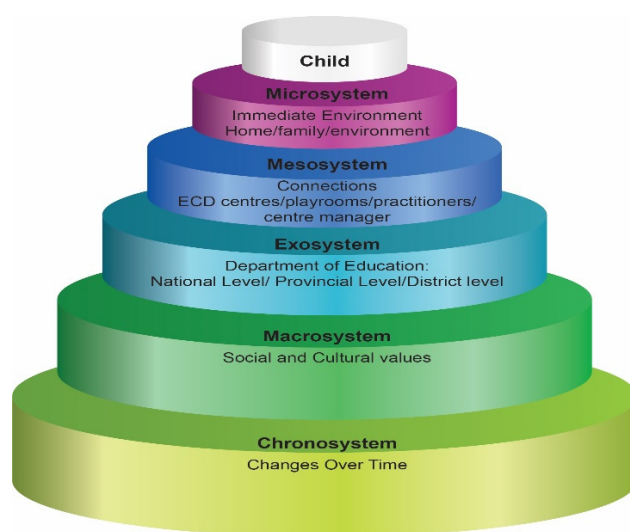 Child
Microsystem
Immediate Environment
Home/family/environment
Mesosystem
Connections
ECD centres/playrooms/practitioners/
centre manager
Exosystem
Department of Education:
National Level/ Provincial Level/District level
Macrosystem
Social and Cultural values
Chronosystem
Changes Over Time